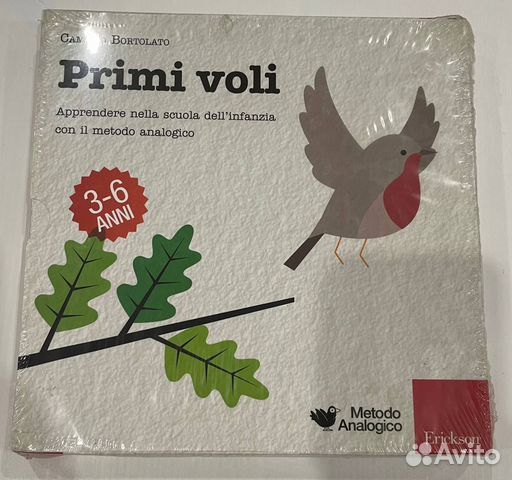 Bortolato
Primi voli
Apprendere nella scuola dell'infanzia
con il metodo analogico
3-6
ANNI
Metodo
Analogico
Erickson
Avito